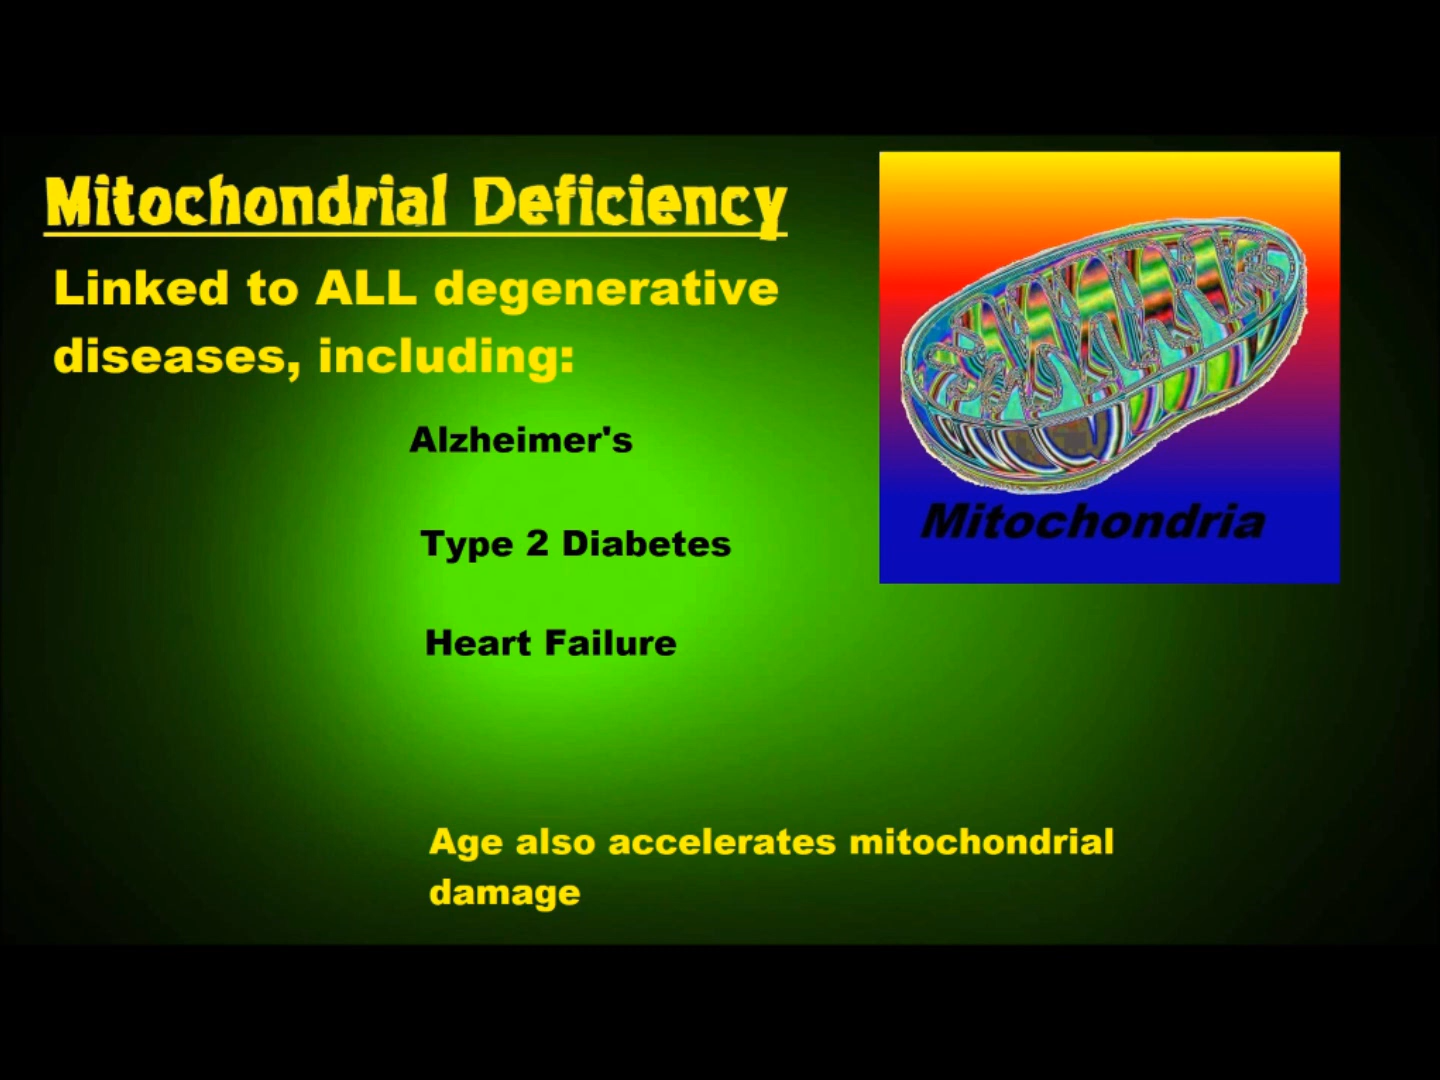 Mitochondrial Deficiency
Linked to ALL degenerative
diseases, including:
Alzheimer's
Type 2 Diabetes
Heart Failure
Mitochondria
Age also accelerates mitochondrial
damage